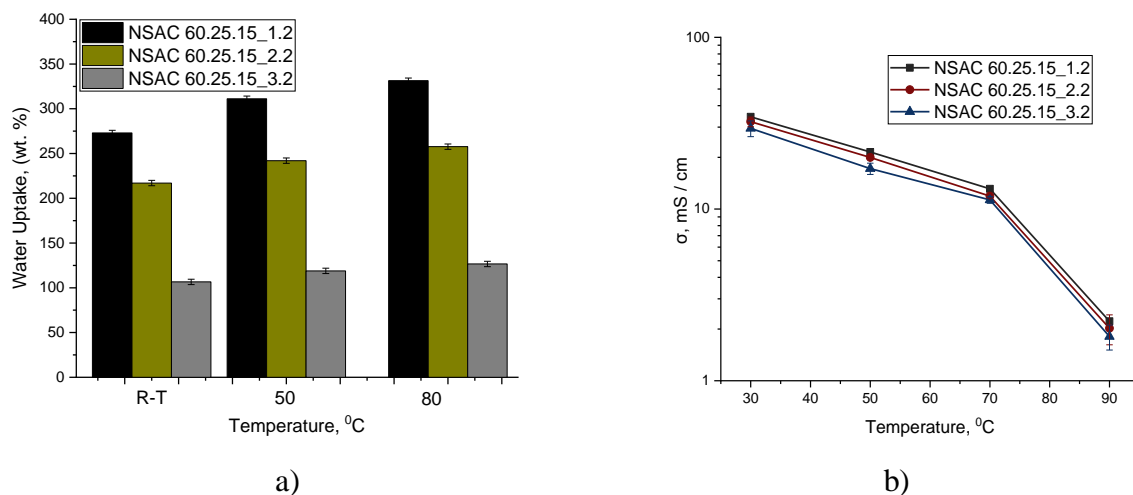 400
350
300
250
200
150
100
50
0
Water Uptake, (wt. %)
NSAC 60.25.15_1.2
NSAC 60.25.15_2.2
NSAC 60.25.15_3.2
R-T 50 80
Temperature, ⁰C
a)
100
10
1
σ, mS / cm
NSAC 60.25.15_1.2
NSAC 60.25.15_2.2
NSAC 60.25.15_3.2
30 40 50 60 70 80 90
Temperature, ⁰C
b)